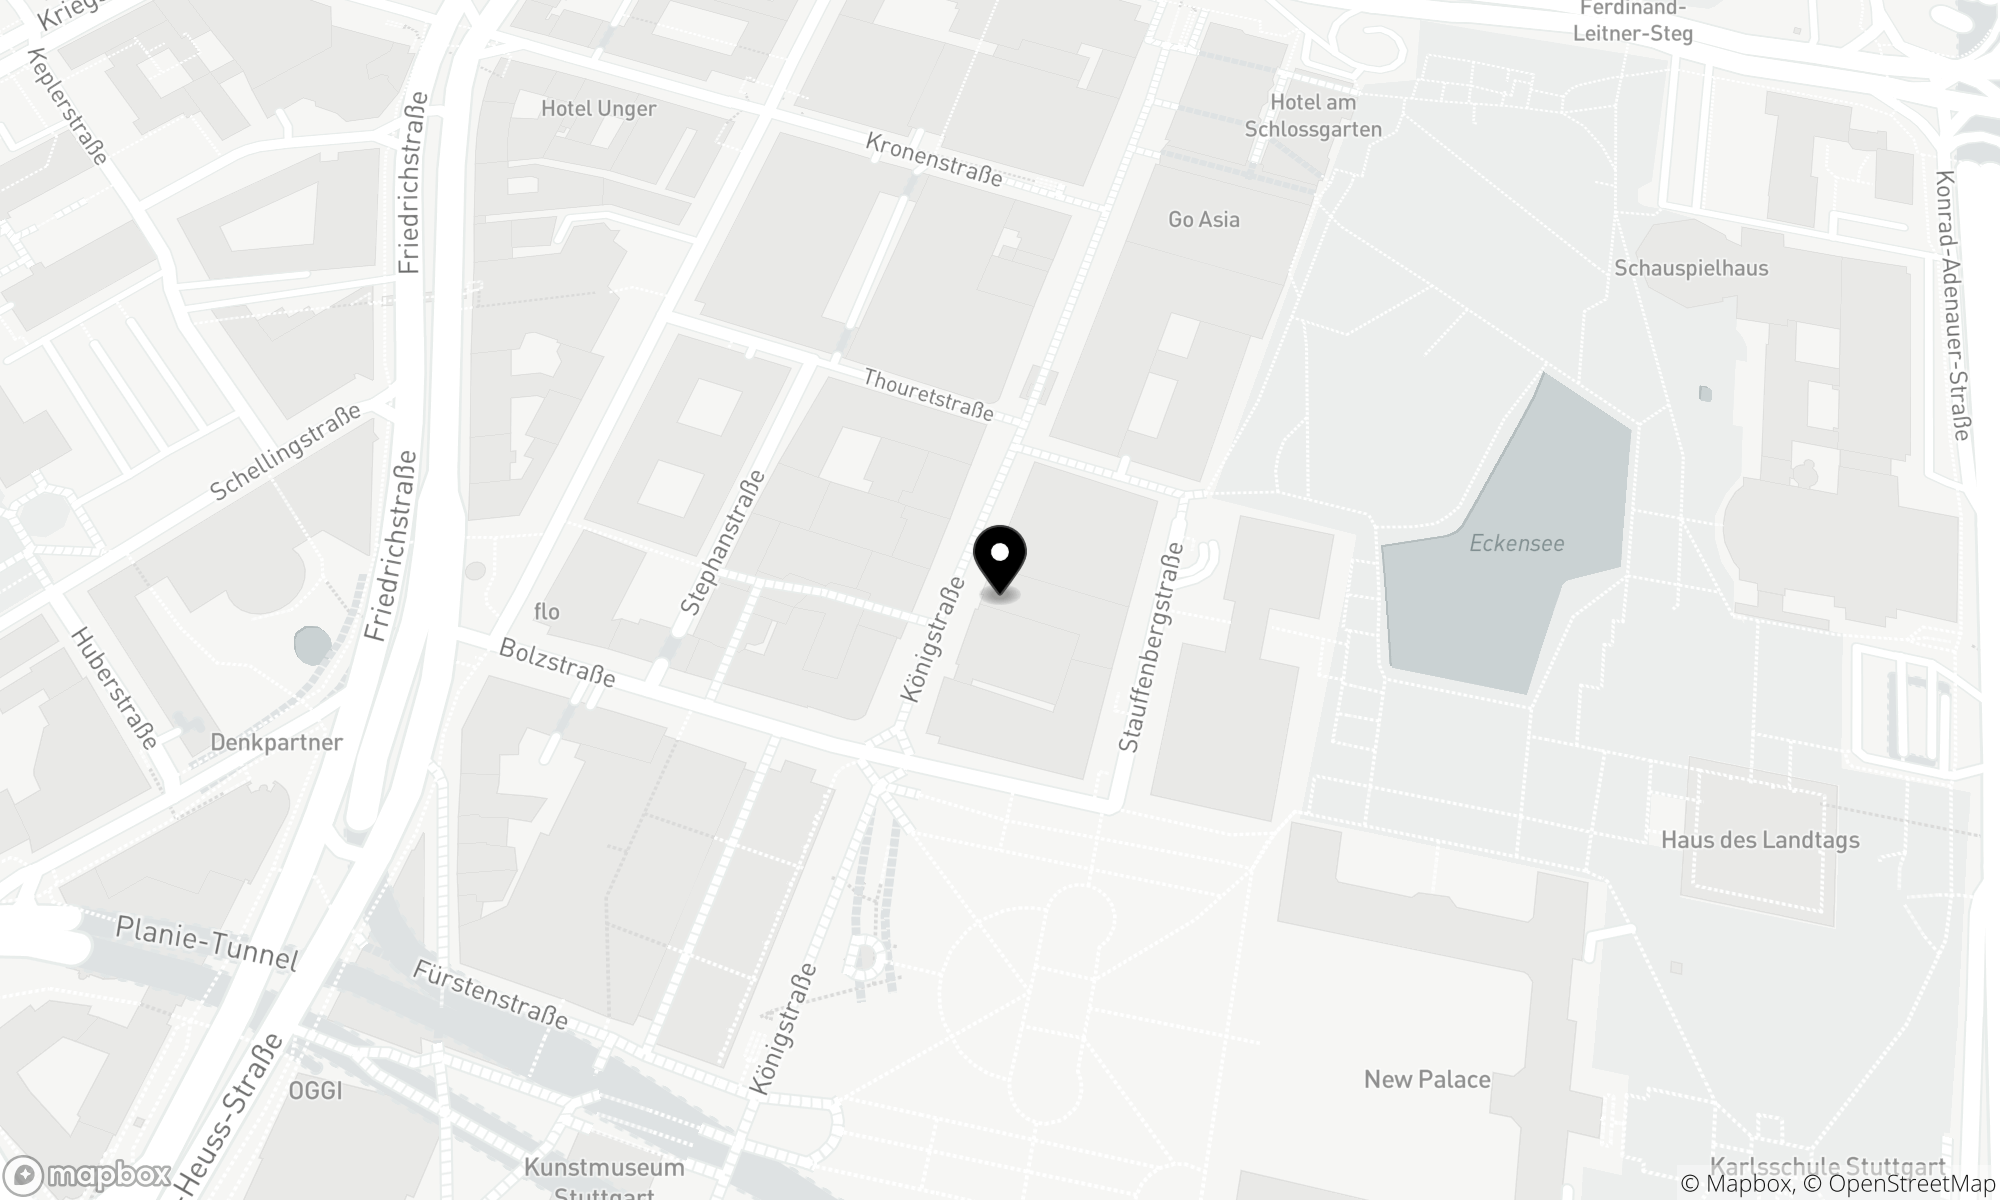 Kriegs
Ferdinand-
Leitner-Steg
Keplerstraße
Friedrichstraße
Hotel Unger
Hotel am
Schlossgarten
Kronenstraße
Konrad-Adenauer-Straße
Go Asia
Schauspielhaus
Thouretstraße
Schellingstraße
Friedrichstraße
Stephanstraße
Eckensee
Königstraße
Stauffenbergstraße
flo
Bolzstraße
Huberstraße
Denkpartner
Haus des Landtags
Planie-Tunnel
Fürstenstraße
Königstraße
-Heuss-Straße
OGGI
New Palace
Kunstmuseum
Stuttgart
Karlsschule Stuttgart
mapbox
© Mapbox, © OpenStreetMap